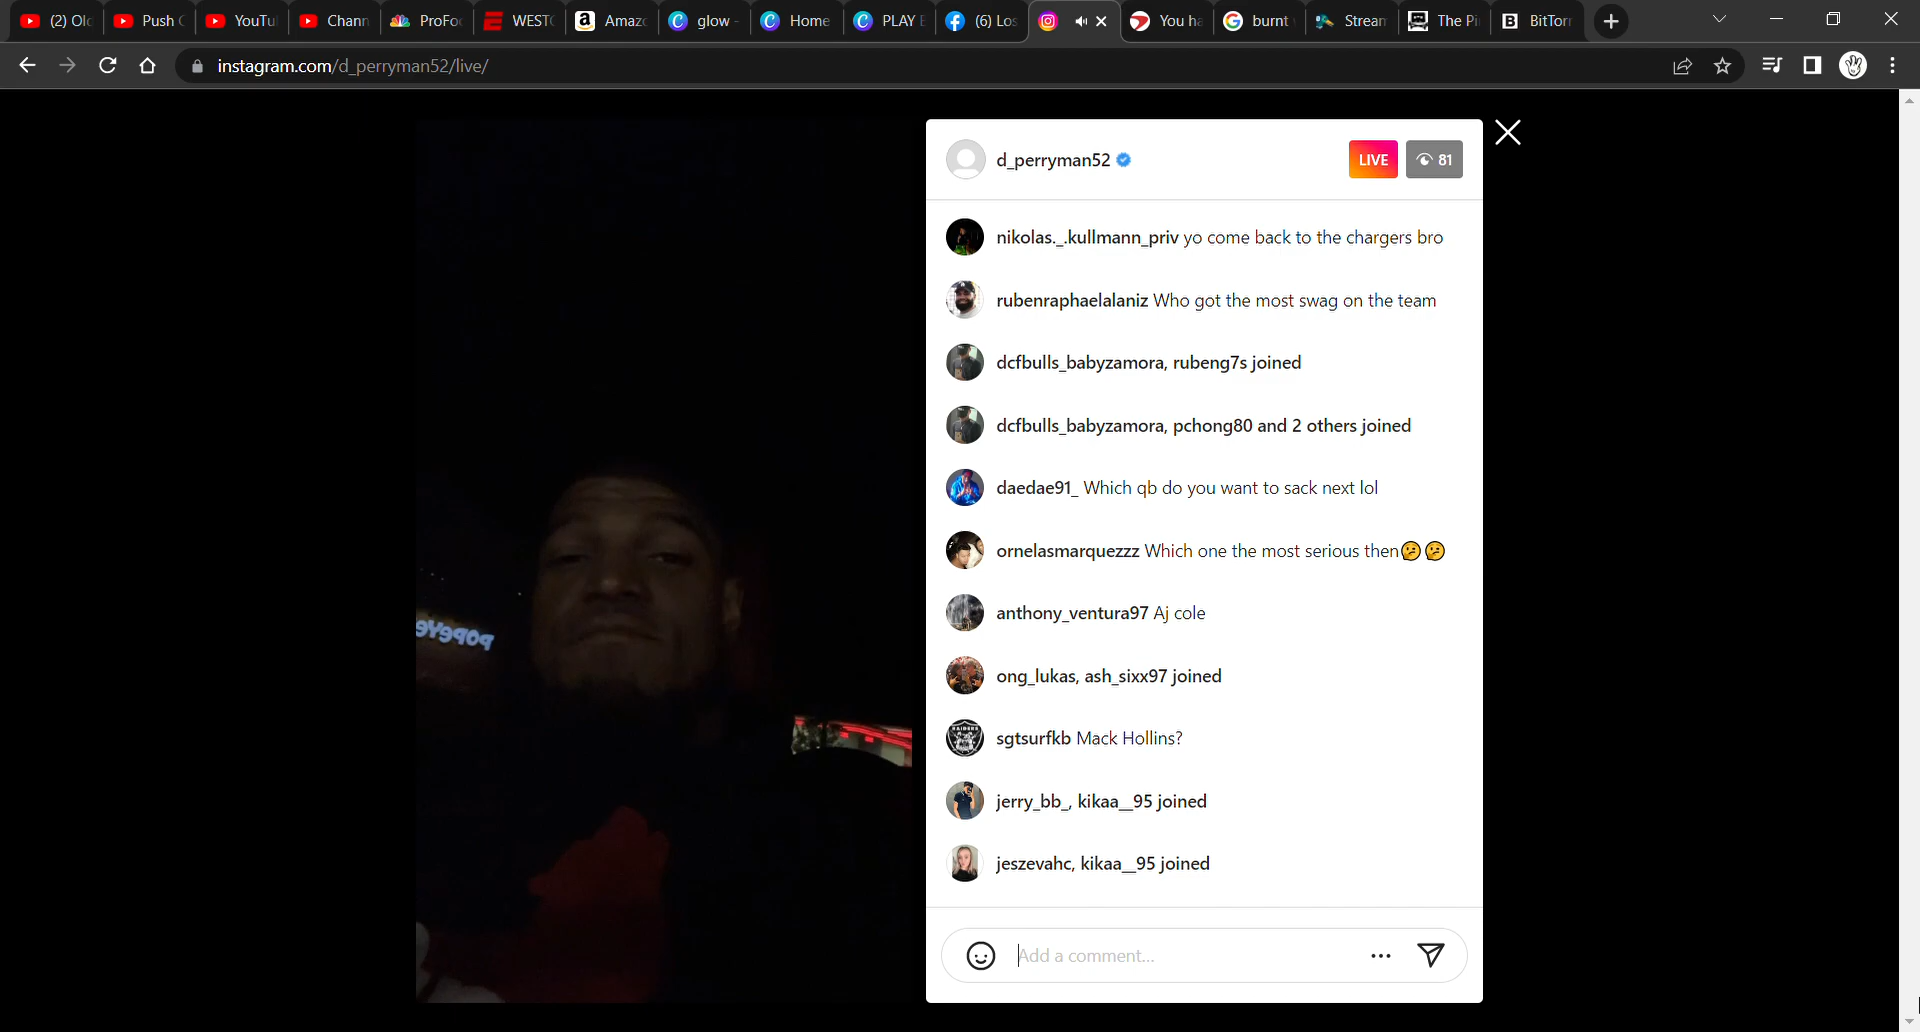 (2) Olc
Push C
YouTu
Chann
ProFoo
WESTC
Amazo
glow -
Home
PLAY B
(6) Los
You ha
burnt
Stream
The Pi
BitTorr
instagram.com/d_perryman52/live/
d_perryman52
LIVE
81
nikolas._.kullmann_priv yo come back to the chargers bro
rubenraphaelalaniz Who got the most swag on the team
dcfbulls_babyzamora, rubeng7s joined
dcfbulls_babyzamora, pchong80 and 2 others joined
daedae91_ Which qb do you want to sack next lol
ornelasmarquezzz Which one the most serious then🤔🤔
anthony_ventura97 Aj cole
POPEYE
ong_lukas, ash_sixx97 joined
sgtsurfkb Mack Hollins?
jerry_bb_, kikaa__95 joined
jeszevahc, kikaa__95 joined
Add a comment...